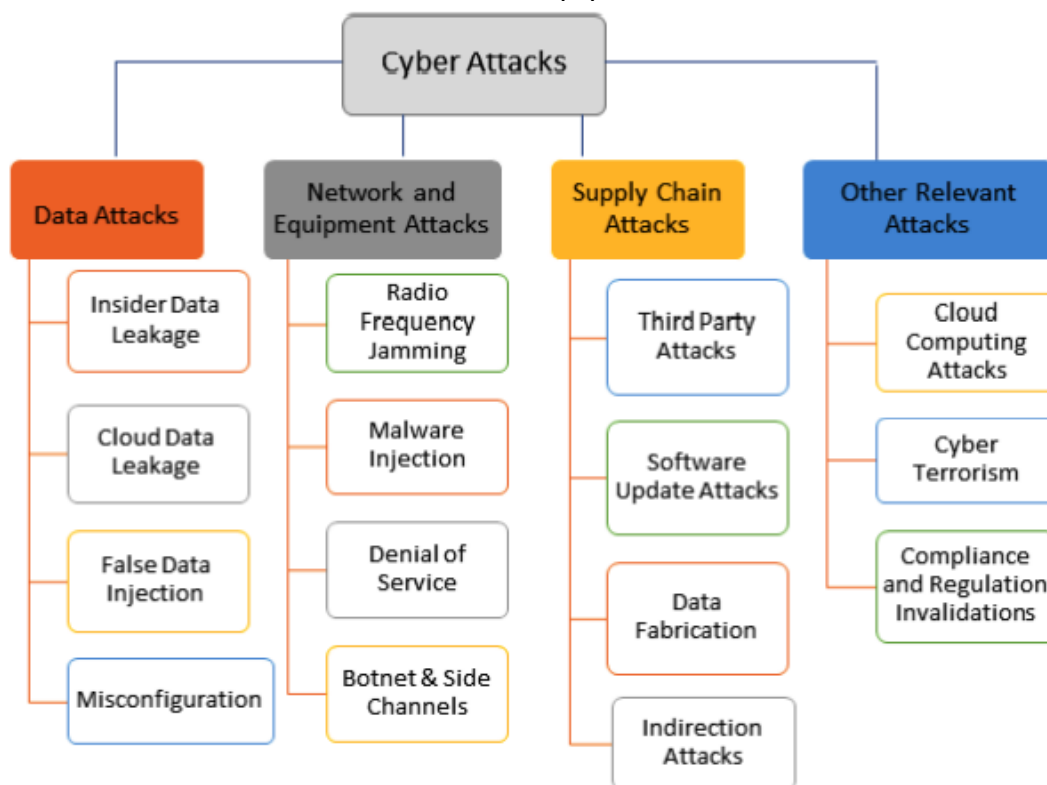 Cyber Attacks
Data Attacks
Insider Data
Leakage
Cloud Data
Leakage
False Data
Injection
Misconfiguration
Network and
Equipment Attacks
Radio
Frequency
Jamming
Malware
Injection
Denial of
Service
Botnet & Side
Channels
Supply Chain
Attacks
Third Party
Attacks
Software
Update Attacks
Data
Fabrication
Indirection
Attacks
Other Relevant
Attacks
Cloud
Computing
Attacks
Cyber
Terrorism
Compliance
and Regulation
Invalidations